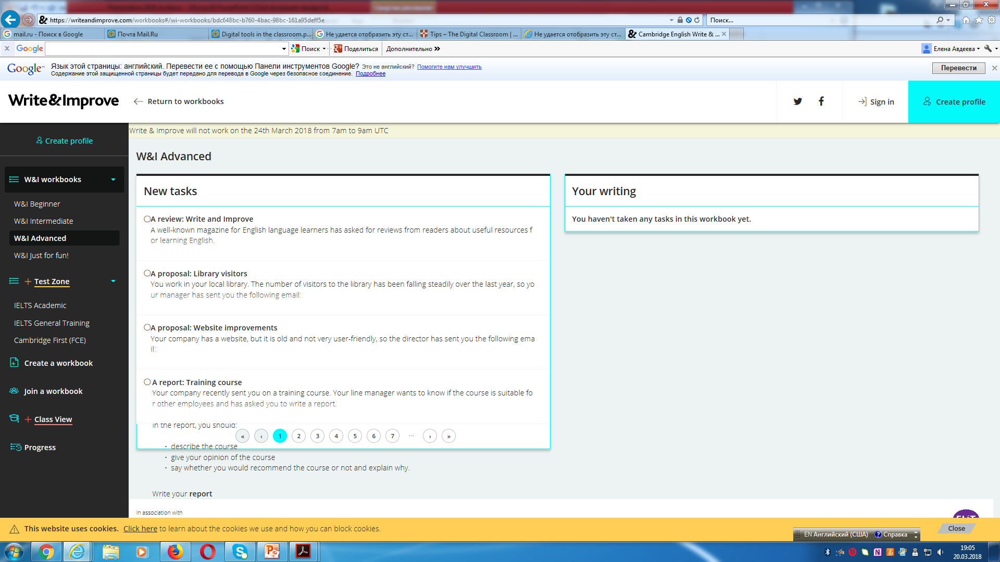 https://writeandimprove.com/workbooks#/wi-workbooks/bdc648bc-b760-4bac-98bc-161a95deff5e
Поиск...
mail.ru - Поиск в Google
Почта Mail.Ru
Digital tools in the classroom.p...
Не удается отобразить эту ст...
Tips – The Digital Classroom | ...
Не удается отобразить эту ст...
Cambridge English Write & ...
x Google Поиск Поделиться Дополнительно »
Елена Авдеева
Google™ Язык этой страницы: английский. Перевести ее с помощью Панели инструментов Google? Это не английский? Помогите нам улучшить
Содержание этой защищенной страницы будет передано для перевода в Google через безопасное соединение. Подробнее
Перевести
Write&Improve
Return to workbooks
Sign in
Create profile
Create profile
W&I workbooks
W&I Beginner
W&I Intermediate
W&I Advanced
W&I Just for fun!
+ Test Zone
IELTS Academic
IELTS General Training
Cambridge First (FCE)
Create a workbook
Join a workbook
+ Class View
Progress
Write & Improve will not work on the 24th March 2018 from 7am to 9am UTC
W&I Advanced
New tasks
A review: Write and Improve
A well-known magazine for English language learners has asked for reviews from readers about useful resources f
or learning English.
A proposal: Library visitors
You work in your local library. The number of visitors to the library has been falling steadily over the last year, so yo
ur manager has sent you the following email:
A proposal: Website improvements
Your company has a website, but it is old and not very user-friendly, so the director has sent you the following ema
il:
A report: Training course
Your company recently sent you on a training course. Your line manager wants to know if the course is suitable fo
r other employees and has asked you to write a report.
In the report, you should:
« ‹ 1 2 3 4 5 6 7 ... › »
· describe the course
· give your opinion of the course
· say whether you would recommend the course or not and explain why.
Write your report
Your writing
You haven't taken any tasks in this workbook yet.
In association with
This website uses cookies. Click here to learn about the cookies we use and how you can block cookies.
Close
EN Английский (США) Справка
19:05
20.03.2018